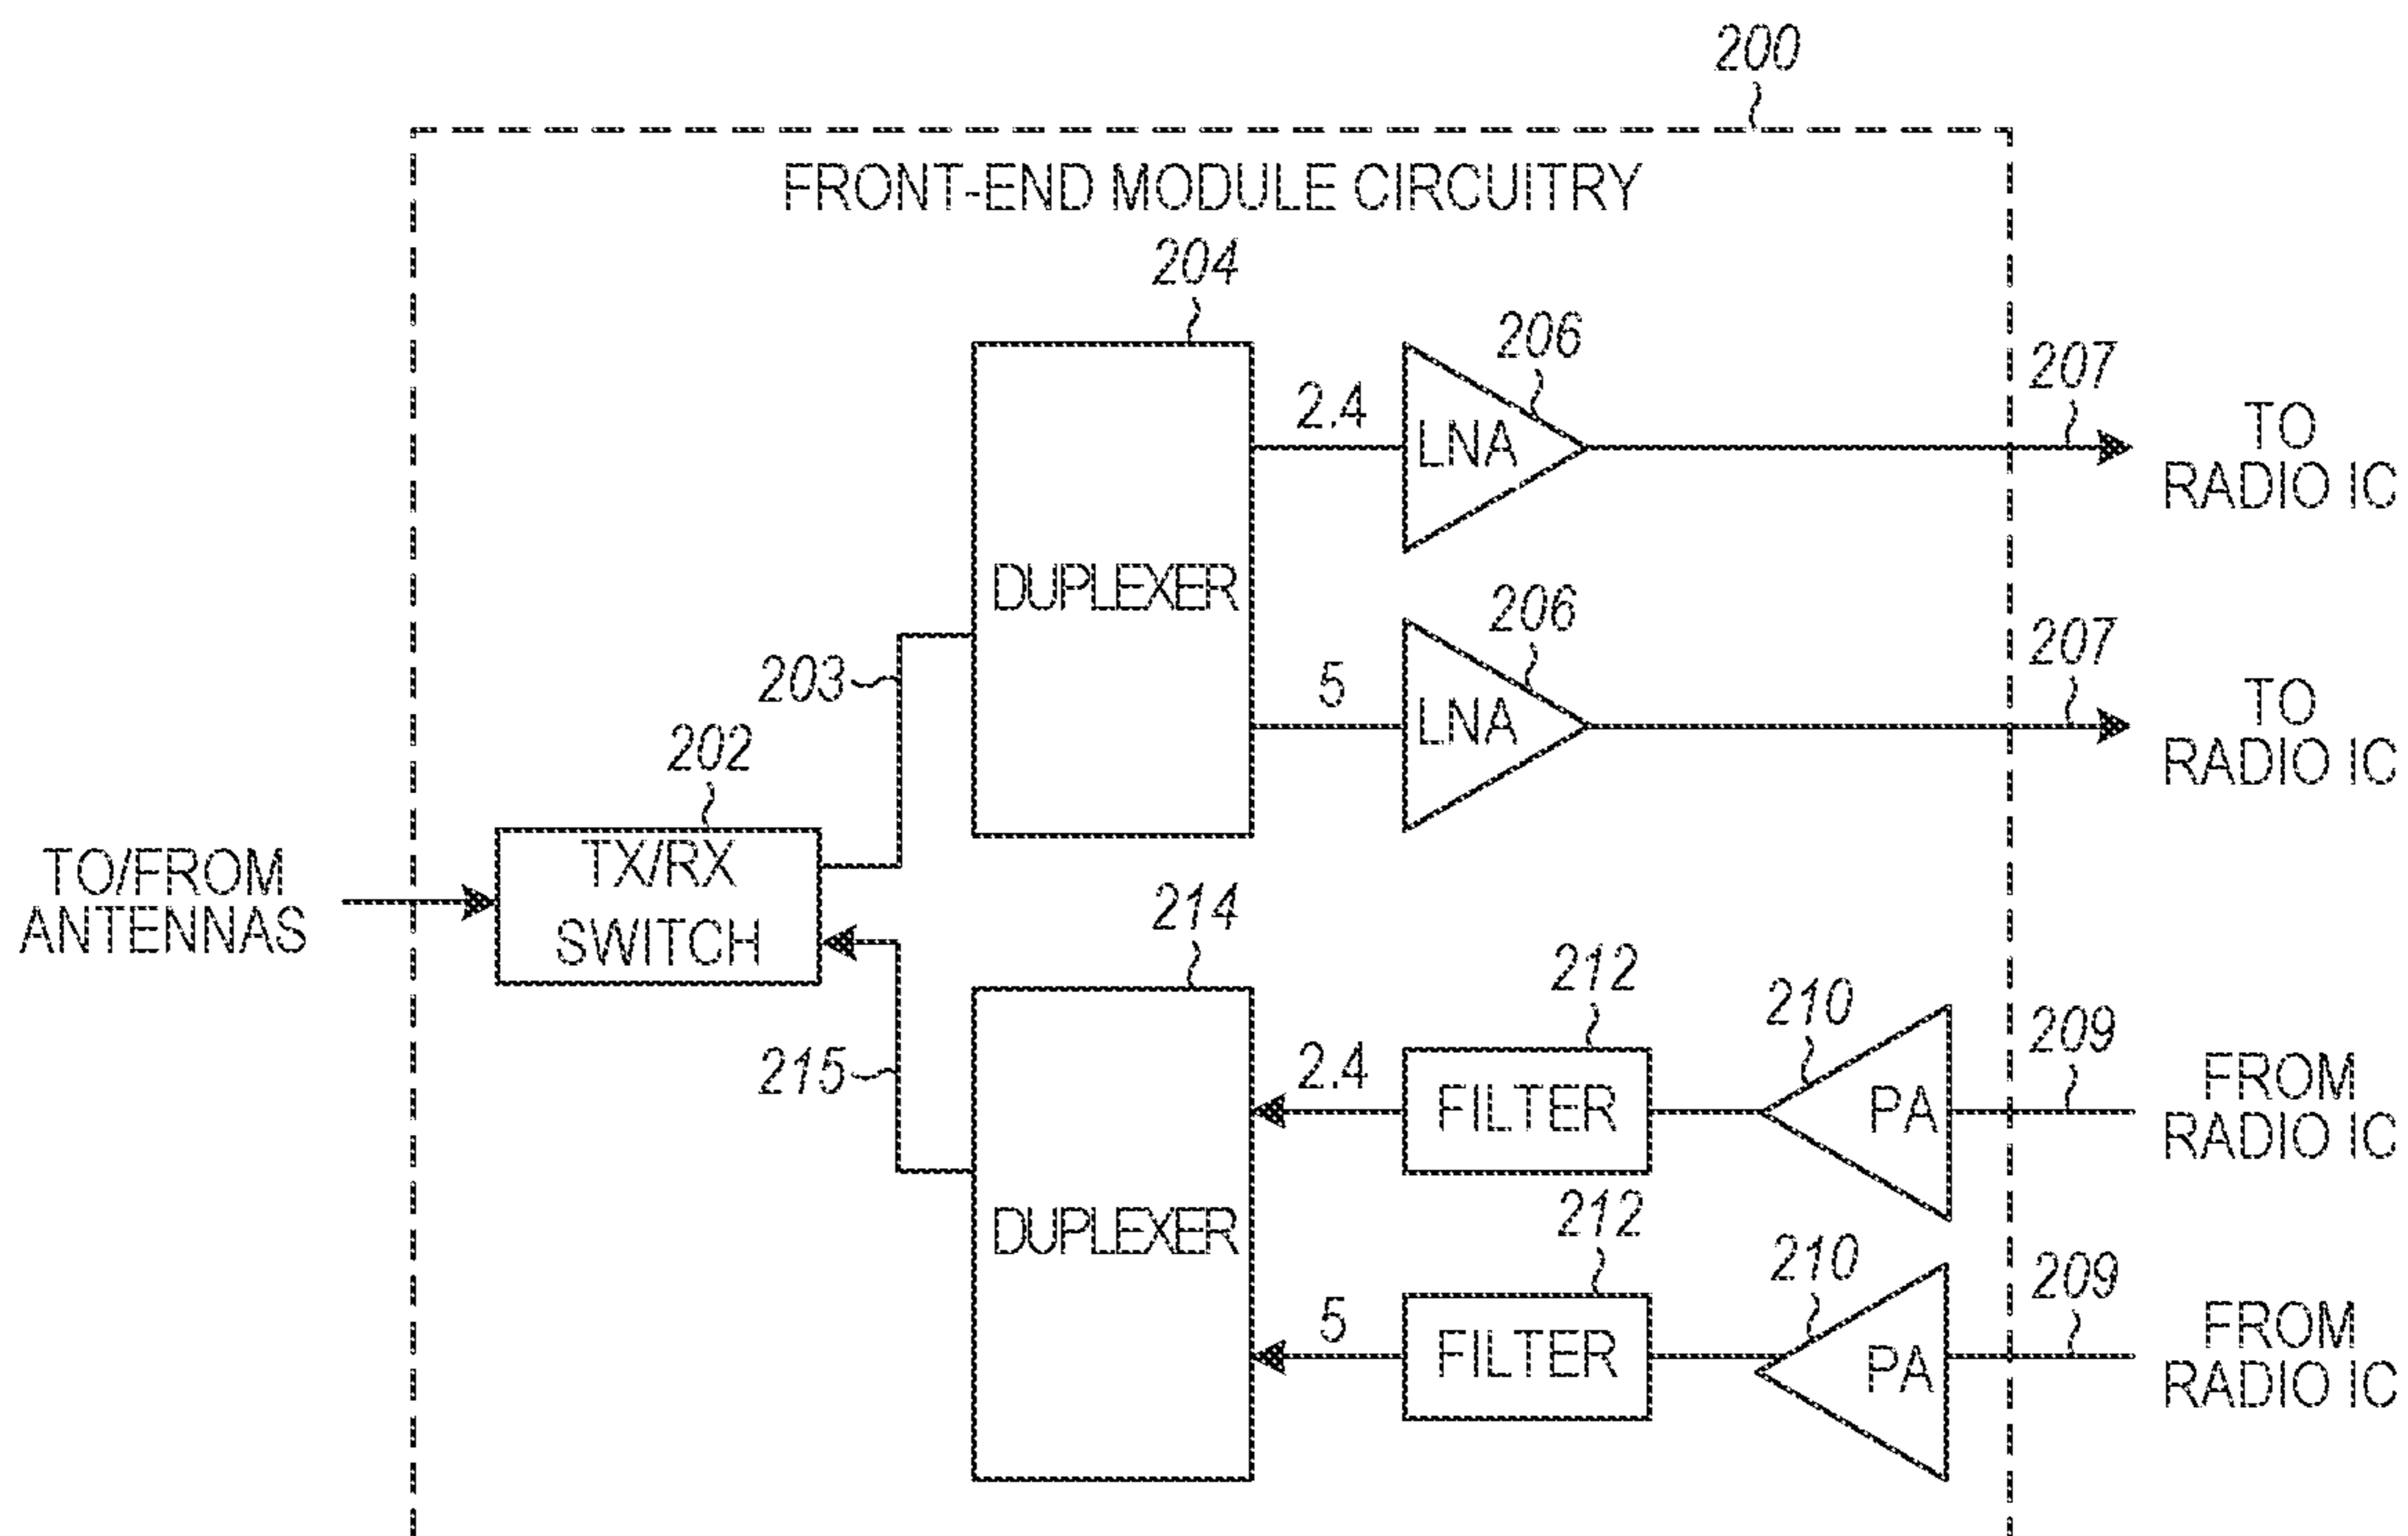 200
FRONT-END MODULE CIRCUITRY
204
206
207
2.4
LNA
TO
RADIO IC
DUPLEXER
206
207
203
5
LNA
TO
RADIO IC
202
TX/RX
SWITCH
TO/FROM
ANTENNAS
214
212
210
209
215
2.4
FILTER
PA
FROM
RADIO IC
DUPLEXER
212
210
209
5
FILTER
PA
FROM
RADIO IC